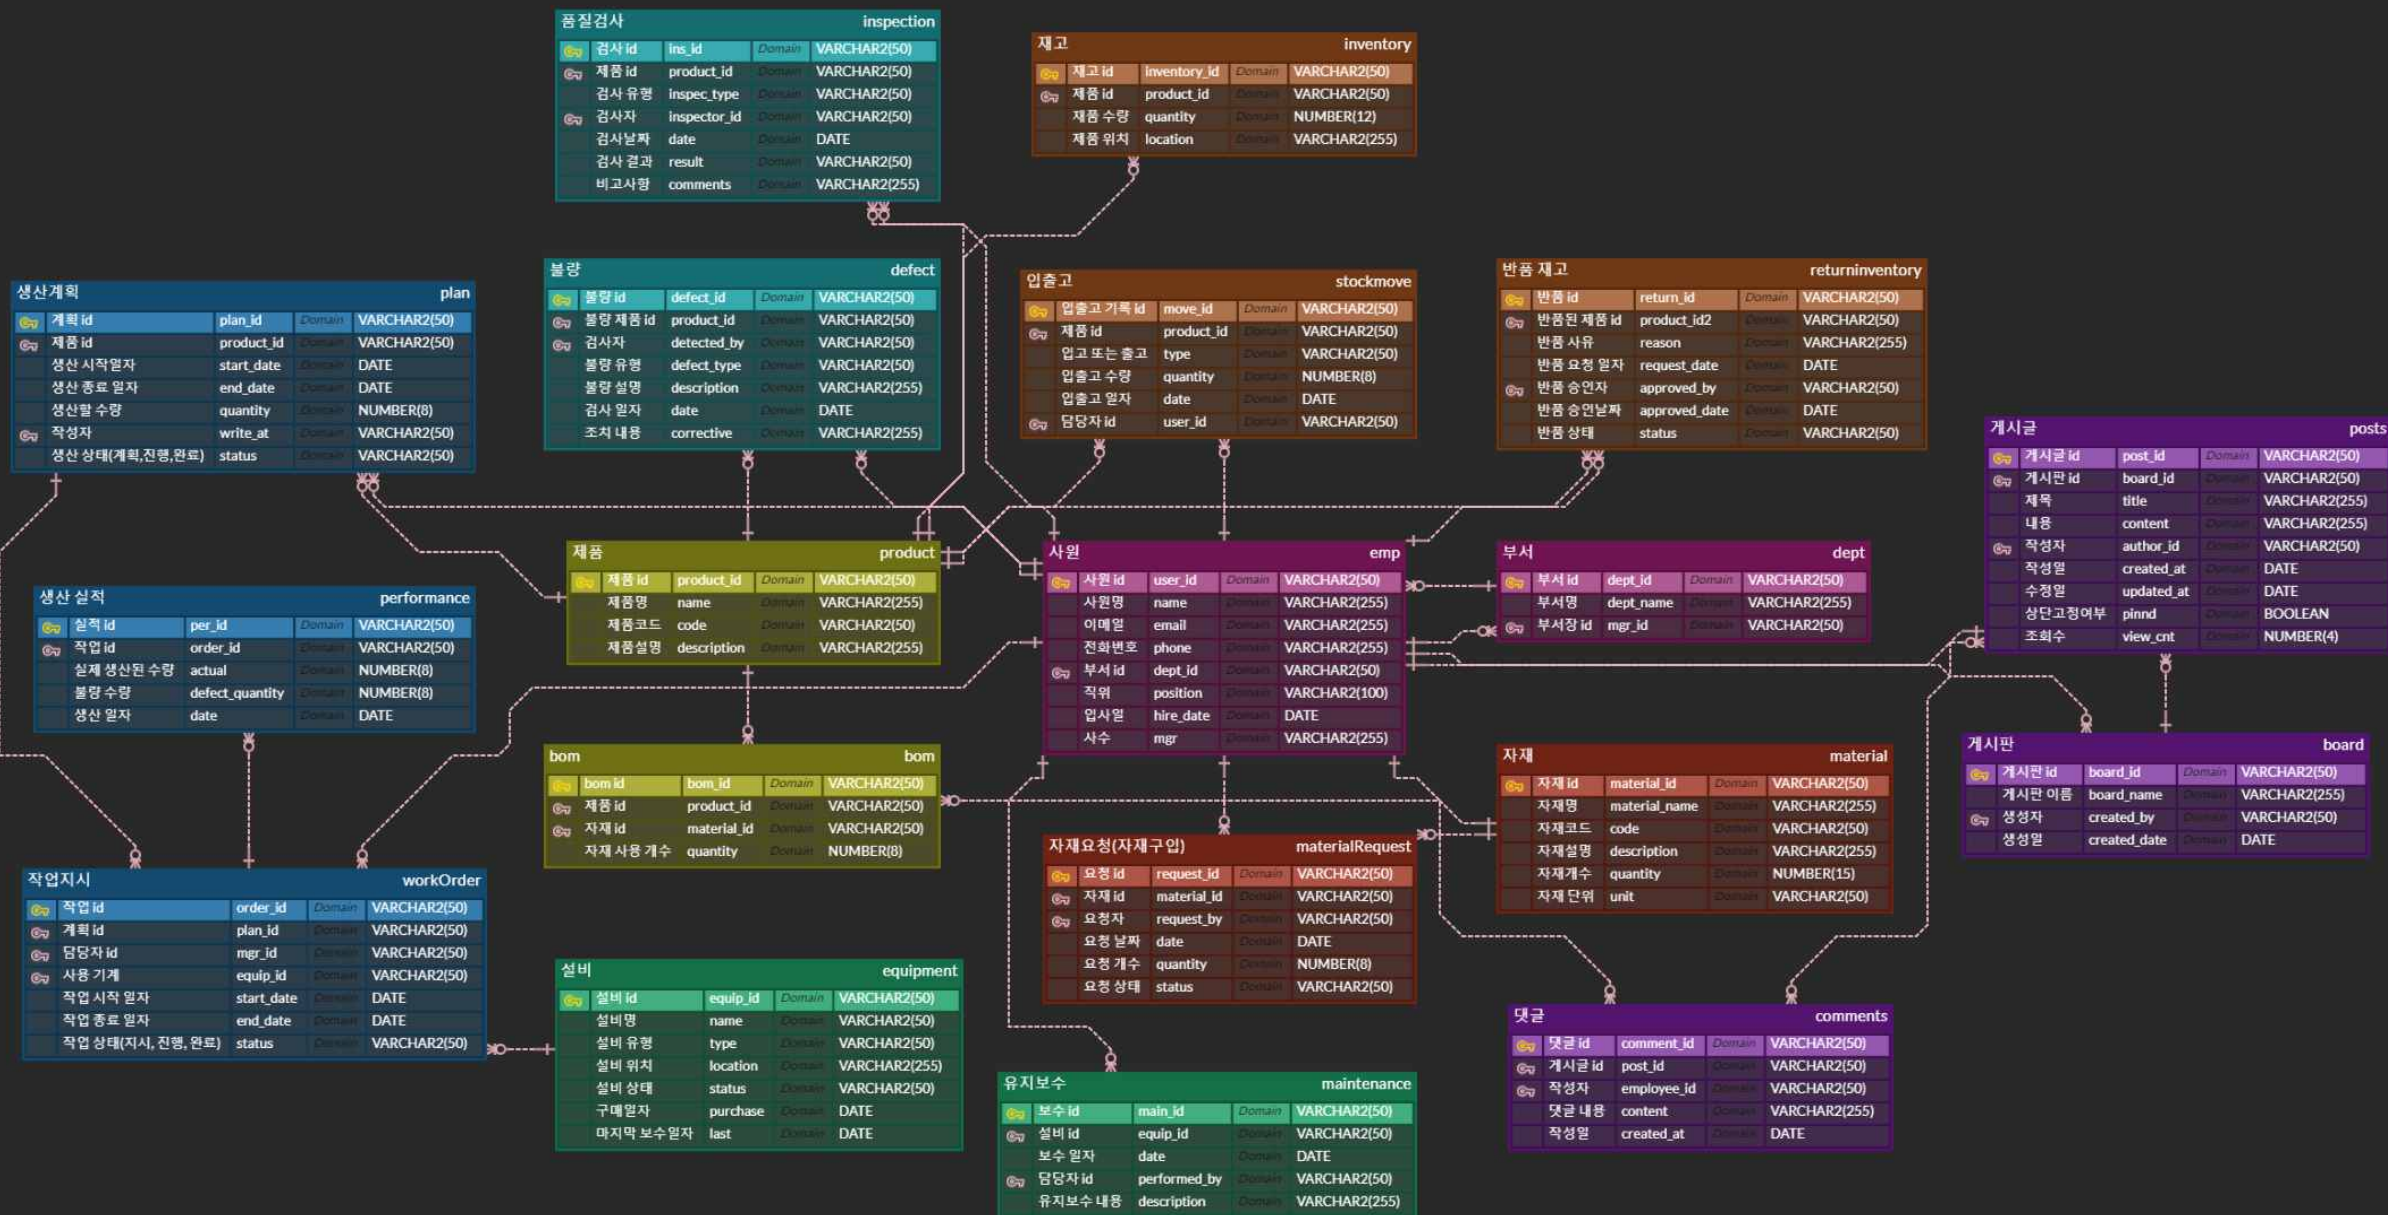 품질검사 inspection
검사 id ins_id Domain VARCHAR2(50)
제품 id product_id Domain VARCHAR2(50)
검사 유형 inspec_type Domain VARCHAR2(50)
검사자 inspector_id Domain VARCHAR2(50)
검사날짜 date Domain DATE
검사 결과 result Domain VARCHAR2(50)
비고사항 comments Domain VARCHAR2(255)
재고 inventory
재고 id inventory_id Domain VARCHAR2(50)
제품 id product_id Domain VARCHAR2(50)
제품 수량 quantity Domain NUMBER(12)
제품 위치 location Domain VARCHAR2(255)
생산계획 plan
계획 id plan_id Domain VARCHAR2(50)
제품 id product_id Domain VARCHAR2(50)
생산 시작일자 start_date Domain DATE
생산 종료 일자 end_date Domain DATE
생산할 수량 quantity Domain NUMBER(8)
작성자 write_at Domain VARCHAR2(50)
생산 상태(계획,진행,완료) status Domain VARCHAR2(50)
불량 defect
불량 id defect_id Domain VARCHAR2(50)
불량 제품 id product_id Domain VARCHAR2(50)
검사자 detected_by Domain VARCHAR2(50)
불량 유형 defect_type Domain VARCHAR2(50)
불량 설명 description Domain VARCHAR2(255)
검사 일자 date Domain DATE
조치 내용 corrective Domain VARCHAR2(255)
입출고 stockmove
입출고 기록 id move_id Domain VARCHAR2(50)
제품 id product_id Domain VARCHAR2(50)
입고 또는 출고 type Domain VARCHAR2(50)
입출고 수량 quantity Domain NUMBER(8)
입출고 일자 date Domain DATE
담당자 id user_id Domain VARCHAR2(50)
반품 재고 returninventory
반품 id return_id Domain VARCHAR2(50)
반품된 제품 id product_id2 Domain VARCHAR2(50)
반품 사유 reason Domain VARCHAR2(255)
반품 요청 일자 request_date Domain DATE
반품 승인자 approved_by Domain VARCHAR2(50)
반품 승인날짜 approved_date Domain DATE
반품 상태 status Domain VARCHAR2(50)
게시글 posts
게시글 id post_id Domain VARCHAR2(50)
게시판 id board_id Domain VARCHAR2(50)
제목 title Domain VARCHAR2(255)
내용 content Domain VARCHAR2(255)
작성자 author_id Domain VARCHAR2(50)
작성일 created_at Domain DATE
수정일 updated_at Domain DATE
상단고정여부 pinnd Domain BOOLEAN
조회수 view_cnt Domain NUMBER(4)
생산 실적 performance
실적 id per_id Domain VARCHAR2(50)
작업 id order_id Domain VARCHAR2(50)
실제 생산된 수량 actual Domain NUMBER(8)
불량 수량 defect_quantity Domain NUMBER(8)
생산 일자 date Domain DATE
제품 product
제품 id product_id Domain VARCHAR2(50)
제품명 name Domain VARCHAR2(255)
제품코드 code Domain VARCHAR2(50)
제품설명 description Domain VARCHAR2(255)
사원 emp
사원 id user_id Domain VARCHAR2(50)
사원명 name Domain VARCHAR2(255)
이메일 email Domain VARCHAR2(255)
전화번호 phone Domain VARCHAR2(255)
부서 id dept_id Domain VARCHAR2(50)
직위 position Domain VARCHAR2(100)
입사일 hire_date Domain DATE
사수 mgr Domain VARCHAR2(255)
부서 dept
부서 id dept_id Domain VARCHAR2(50)
부서명 dept_name Domain VARCHAR2(255)
부서장 id mgr_id Domain VARCHAR2(50)
bom bom
bom id bom_id Domain VARCHAR2(50)
제품 id product_id Domain VARCHAR2(50)
자재 id material_id Domain VARCHAR2(50)
자재 사용 개수 quantity Domain NUMBER(8)
자재 material
자재 id material_id Domain VARCHAR2(50)
자재명 material_name Domain VARCHAR2(255)
자재코드 code Domain VARCHAR2(50)
자재설명 description Domain VARCHAR2(255)
자재개수 quantity Domain NUMBER(15)
자재 단위 unit Domain VARCHAR2(50)
게시판 board
게시판 id board_id Domain VARCHAR2(50)
게시판 이름 board_name Domain VARCHAR2(255)
생성자 created_by Domain VARCHAR2(50)
생성일 created_date Domain DATE
작업지시 workOrder
작업 id order_id Domain VARCHAR2(50)
계획 id plan_id Domain VARCHAR2(50)
담당자 id mgr_id Domain VARCHAR2(50)
사용 기계 equip_id Domain VARCHAR2(50)
작업 시작 일자 start_date Domain DATE
작업 종료 일자 end_date Domain DATE
작업 상태(지시, 진행, 완료) status Domain VARCHAR2(50)
자재요청(자재구입) materialRequest
요청 id request_id Domain VARCHAR2(50)
자재 id material_id Domain VARCHAR2(50)
요청자 request_by Domain VARCHAR2(50)
요청 날짜 date Domain DATE
요청 개수 quantity Domain NUMBER(8)
요청 상태 status Domain VARCHAR2(50)
설비 equipment
설비 id equip_id Domain VARCHAR2(50)
설비명 name Domain VARCHAR2(50)
설비 유형 type Domain VARCHAR2(50)
설비 위치 location Domain VARCHAR2(255)
설비 상태 status Domain VARCHAR2(50)
구매일자 purchase Domain DATE
마지막 보수일자 last Domain DATE
댓글 comments
댓글 id comment_id Domain VARCHAR2(50)
게시글 id post_id Domain VARCHAR2(50)
작성자 employee_id Domain VARCHAR2(50)
댓글 내용 content Domain VARCHAR2(255)
작성일 created_at Domain DATE
유지보수 maintenance
보수 id main_id Domain VARCHAR2(50)
설비 id equip_id Domain VARCHAR2(50)
보수 일자 date Domain DATE
담당자 id performed_by Domain VARCHAR2(50)
유지보수 내용 description Domain VARCHAR2(255)